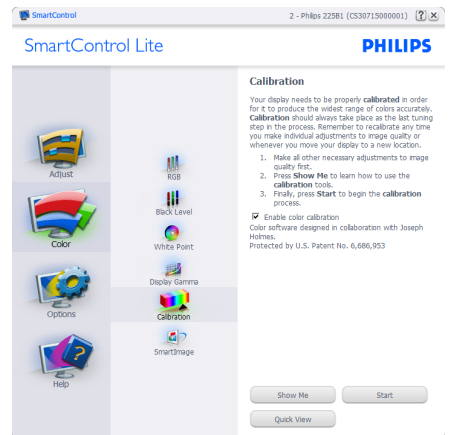 SmartControl
2 - Philips 225B1 (CS30715000001) ? ×
SmartControl Lite
PHILIPS
Adjust
Color
Options
Help
RGB
Black Level
White Point
Display Gamma
Calibration
SmartImage
Calibration
Your display needs to be properly calibrated in order
for it to produce the widest range of colors accurately.
Calibration should always take place as the last tuning
step in the process. Remember to recalibrate any time
you make individual adjustments to image quality or
whenever you move your display to a new location.
1. Make all other necessary adjustments to image
quality first.
2. Press Show Me to learn how to use the
calibration tools.
3. Finally, press Start to begin the calibration
process.
Enable color calibration
Color software designed in collaboration with Joseph
Holmes.
Protected by U.S. Patent No. 6,686,953
Show Me
Start
Quick View